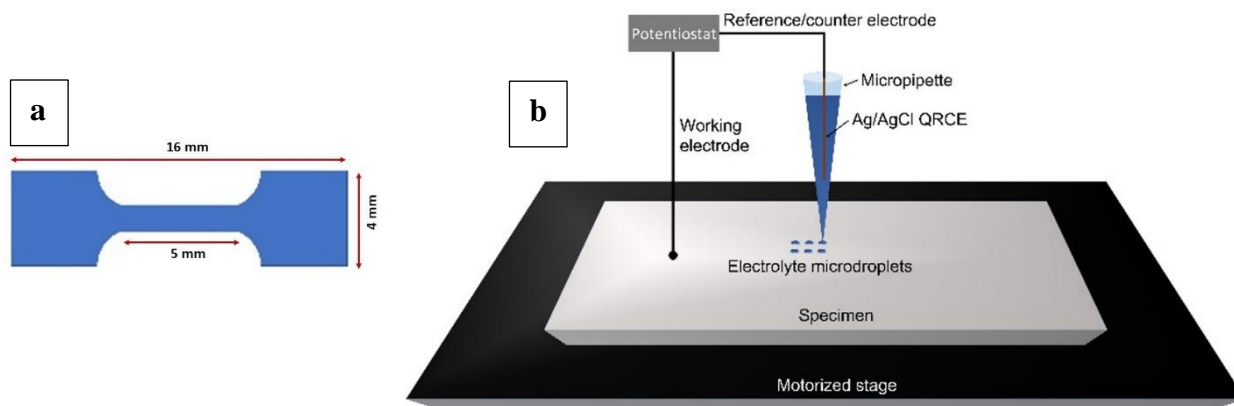 a
16 mm
4 mm
5 mm
b
Potentiostat
Reference/counter electrode
Micropipette
Ag/AgCl QRCE
Working
electrode
Electrolyte microdroplets
Specimen
Motorized stage